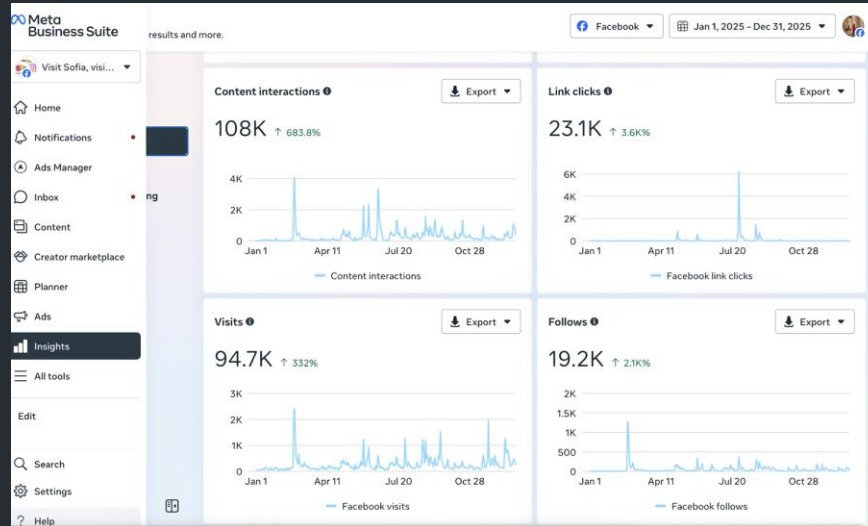 Meta
Business Suite
results and more.
Facebook
Jan 1, 2025 – Dec 31, 2025
Visit Sofia, visi...
Home
Notifications
Ads Manager
Inbox
ng
Content
Creator marketplace
Planner
Ads
Insights
All tools
Edit
Search
Settings
Help
Content interactions
Export
108K ↑ 683.8%
4K
2K
0
Jan 1 Apr 11 Jul 20 Oct 28
Content interactions
Link clicks
Export
23.1K ↑ 3.6K%
6K
4K
2K
0
Jan 1 Apr 11 Jul 20 Oct 28
Facebook link clicks
Visits
Export
94.7K ↑ 332%
3K
2K
1K
0
Jan 1 Apr 11 Jul 20 Oct 28
Facebook visits
Follows
Export
19.2K ↑ 2.1K%
2K
1.5K
1K
500
0
Jan 1 Apr 11 Jul 20 Oct 28
Facebook follows